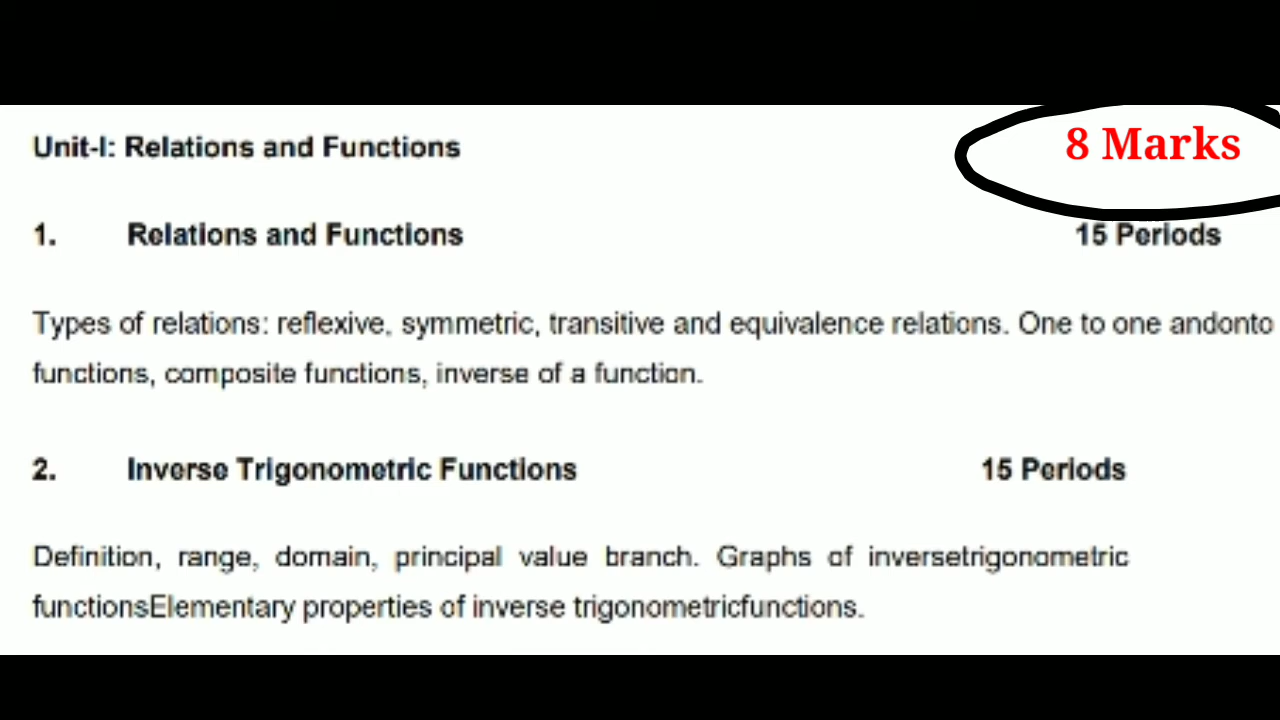 Unit-I: Relations and Functions 8 Marks
1. Relations and Functions 15 Periods
Types of relations: reflexive, symmetric, transitive and equivalence relations. One to one andonto
functions, composite functions, inverse of a function.
2. Inverse Trigonometric Functions 15 Periods
Definition, range, domain, principal value branch. Graphs of inversetrigonometric
functionsElementary properties of inverse trigonometricfunctions.